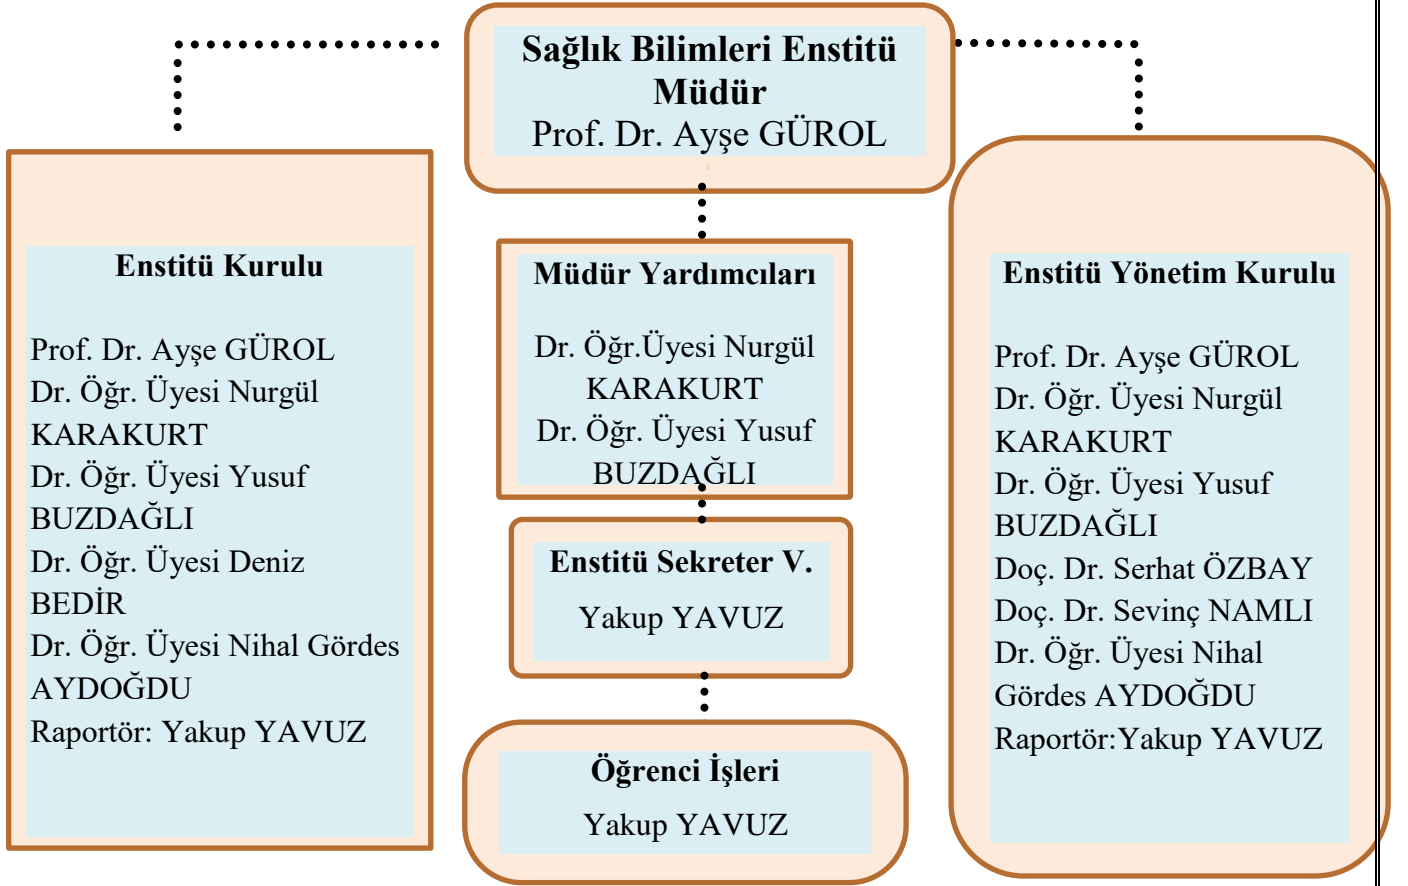 Sağlık Bilimleri Enstitü
Müdür
Prof. Dr. Ayşe GÜROL
Enstitü Kurulu
Prof. Dr. Ayşe GÜROL
Dr. Öğr. Üyesi Nurgül
KARAKURT
Dr. Öğr. Üyesi Yusuf
BUZDAĞLI
Dr. Öğr. Üyesi Deniz
BEDİR
Dr. Öğr. Üyesi Nihal Gördes
AYDOĞDU
Raportör: Yakup YAVUZ
Müdür Yardımcıları
Dr. Öğr.Üyesi Nurgül
KARAKURT
Dr. Öğr. Üyesi Yusuf
BUZDAĞLI
Enstitü Sekreter V.
Yakup YAVUZ
Öğrenci İşleri
Yakup YAVUZ
Enstitü Yönetim Kurulu
Prof. Dr. Ayşe GÜROL
Dr. Öğr. Üyesi Nurgül
KARAKURT
Dr. Öğr. Üyesi Yusuf
BUZDAĞLI
Doç. Dr. Serhat ÖZBAY
Doç. Dr. Sevinç NAMLI
Dr. Öğr. Üyesi Nihal
Gördes AYDOĞDU
Raportör:Yakup YAVUZ